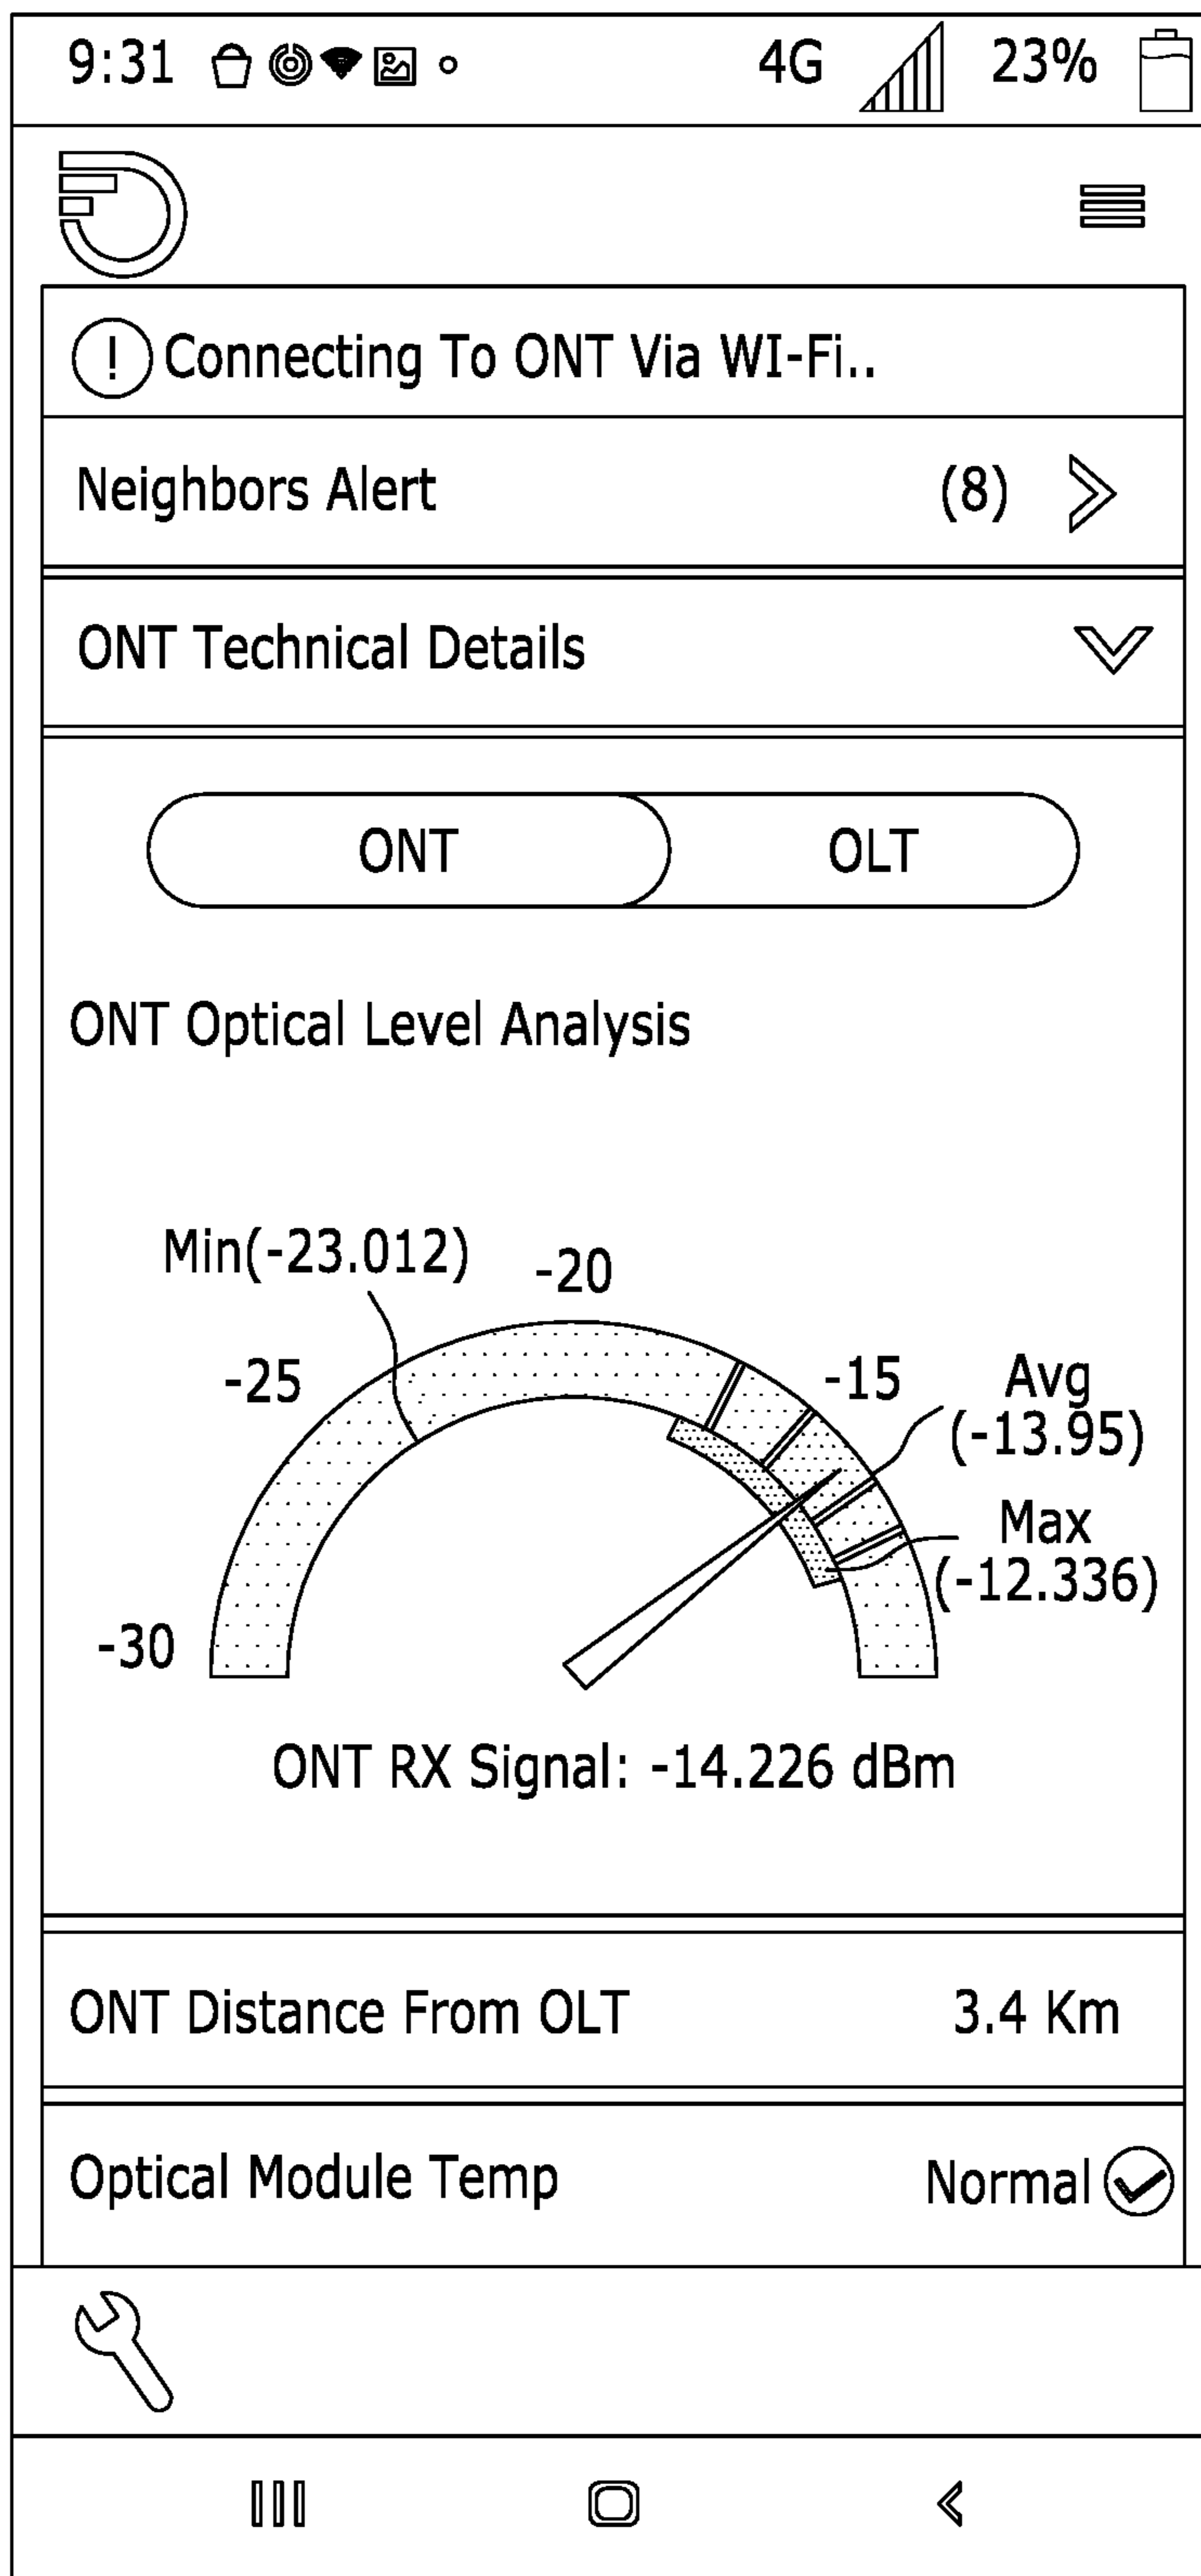 9:31 4G 23%
Connecting To ONT Via WI-Fi..
Neighbors Alert (8)
ONT Technical Details
ONT OLT
ONT Optical Level Analysis
Min(-23.012)
-20
-25
-15
Avg
(-13.95)
Max
(-12.336)
-30
ONT RX Signal: -14.226 dBm
ONT Distance From OLT 3.4 Km
Optical Module Temp Normal